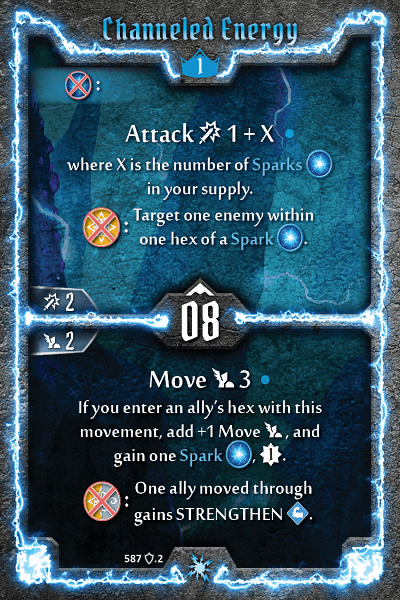 Channeled Energy
1
:
Attack 1 + X
where X is the number of Sparks
in your supply.
: Target one enemy within
one hex of a Spark .
2
08
2
Move 3
If you enter an ally's hex with this
movement, add +1 Move , and
gain one Spark , 1 .
: One ally moved through
gains STRENGTHEN .
587 .2